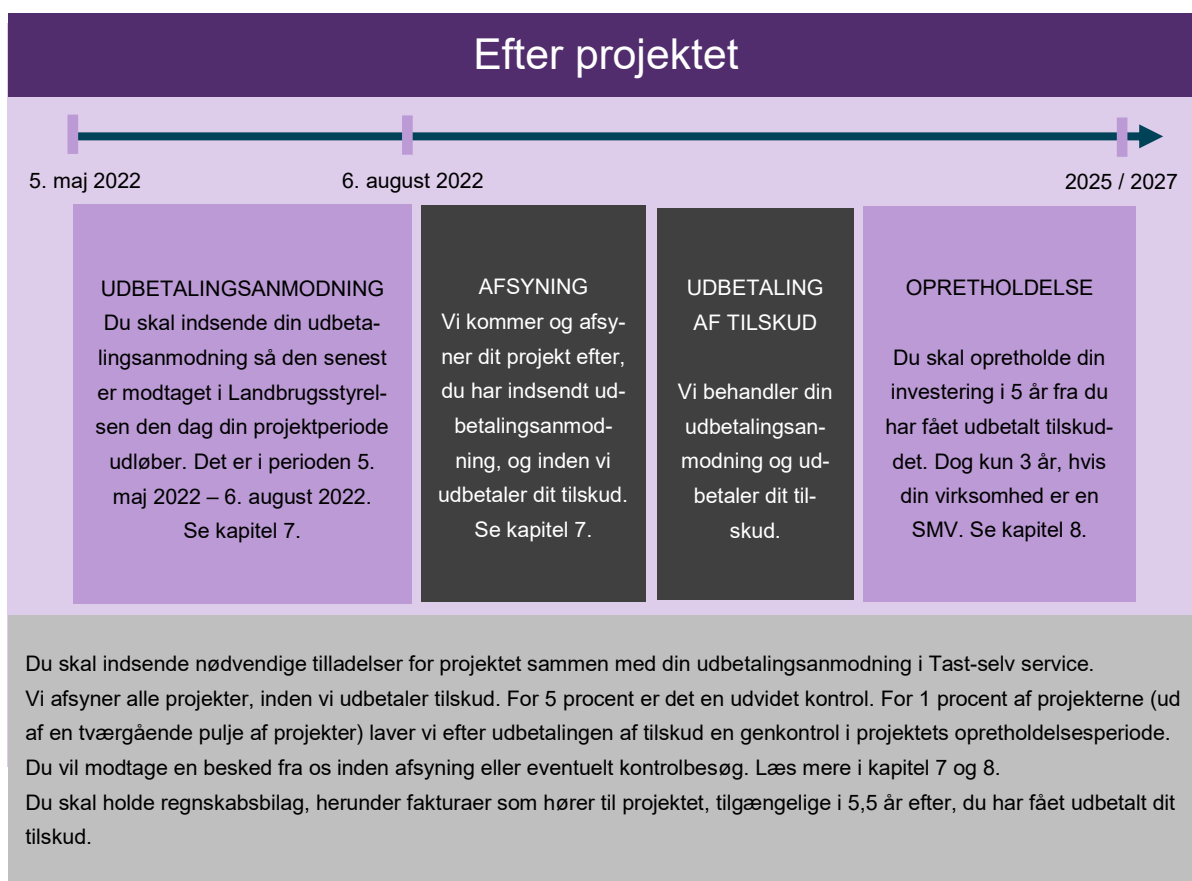 Efter projektet
5. maj 2022
6. august 2022
2025 / 2027
UDBETALINGSANMODNING
Du skal indsende din udbeta-
lingsanmodning så den senest
er modtaget i Landbrugsstyrel-
sen den dag din projektperiode
udløber. Det er i perioden 5.
maj 2022 – 6. august 2022.
Se kapitel 7.
AFSYNING
Vi kommer og afsy-
ner dit projekt efter,
du har indsendt ud-
betalingsanmod-
ning, og inden vi
udbetaler dit tilskud.
Se kapitel 7.
UDBETALING
AF TILSKUD
Vi behandler din
udbetalingsan-
modning og ud-
betaler dit til-
skud.
OPRETHOLDELSE
Du skal opretholde din
investering i 5 år fra du
har fået udbetalt tilskud-
det. Dog kun 3 år, hvis
din virksomhed er en
SMV. Se kapitel 8.
Du skal indsende nødvendige tilladelser for projektet sammen med din udbetalingsanmodning i Tast-selv service.
Vi afsyner alle projekter, inden vi udbetaler tilskud. For 5 procent er det en udvidet kontrol. For 1 procent af projekterne (ud
af en tværgående pulje af projekter) laver vi efter udbetalingen af tilskud en genkontrol i projektets opretholdelsesperiode.
Du vil modtage en besked fra os inden afsyning eller eventuelt kontrolbesøg. Læs mere i kapitel 7 og 8.
Du skal holde regnskabsbilag, herunder fakturaer som hører til projektet, tilgængelige i 5,5 år efter, du har fået udbetalt dit
tilskud.